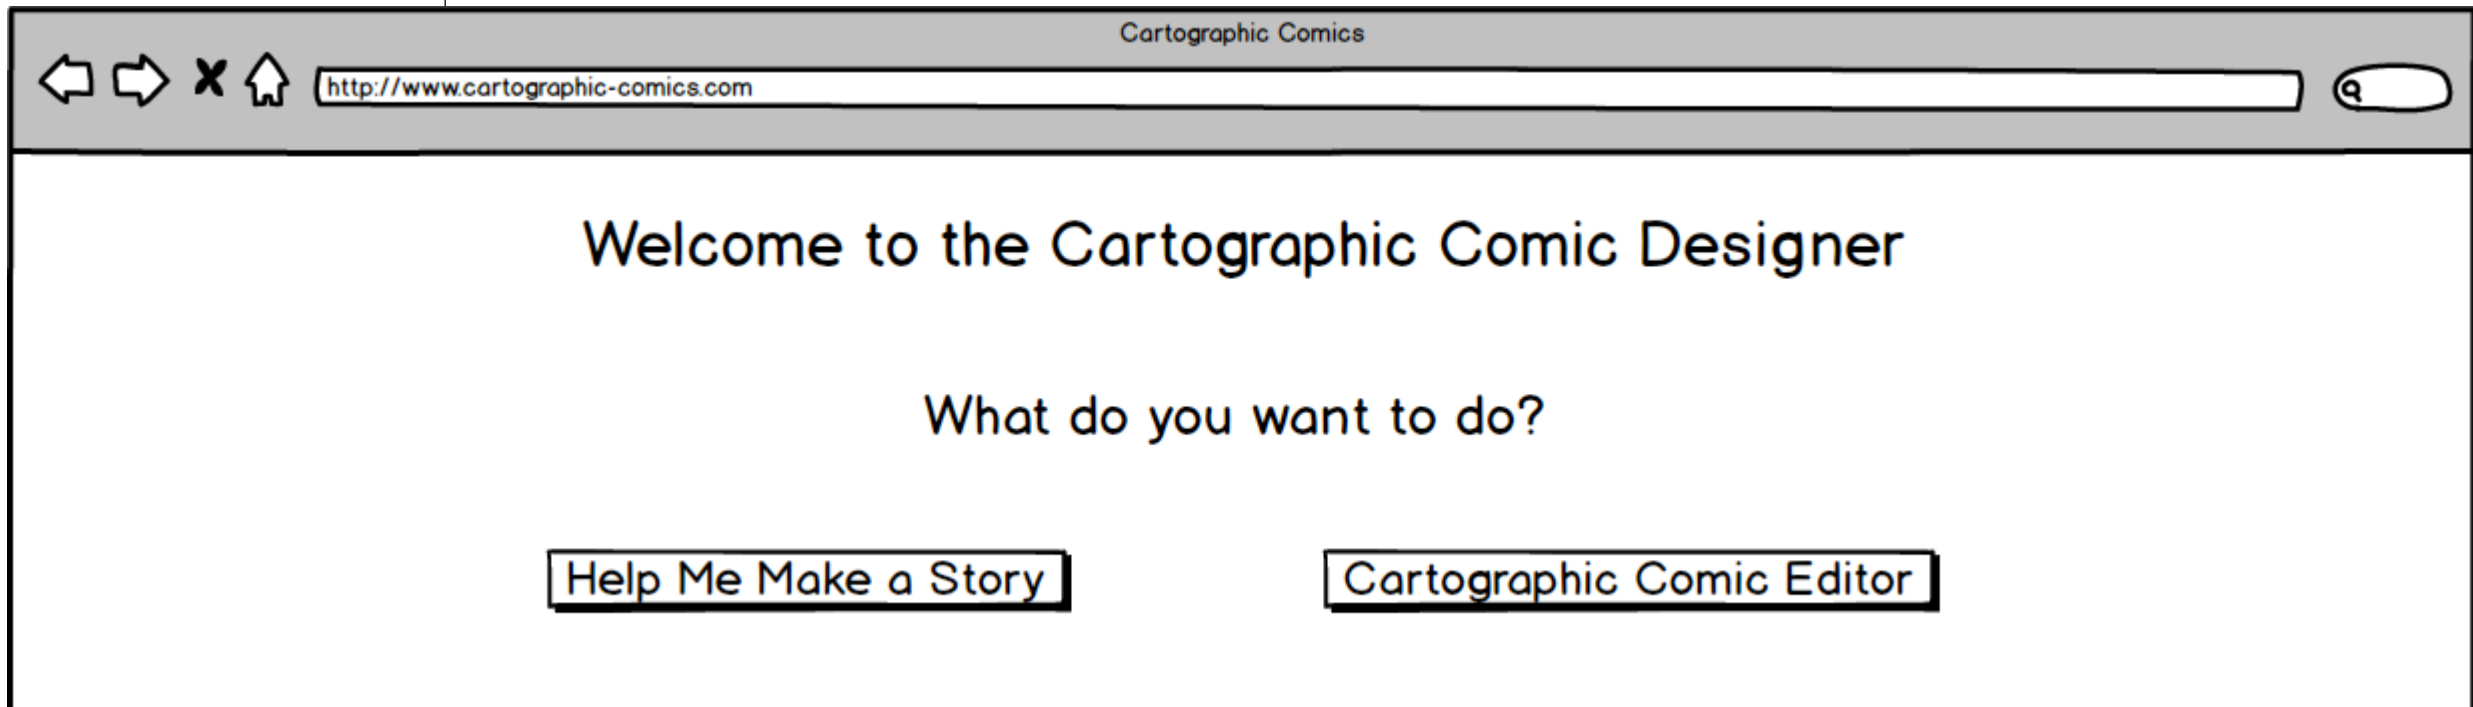 Cartographic Comics
http://www.cartographic-comics.com
Welcome to the Cartographic Comic Designer
What do you want to do?
Help Me Make a Story
Cartographic Comic Editor